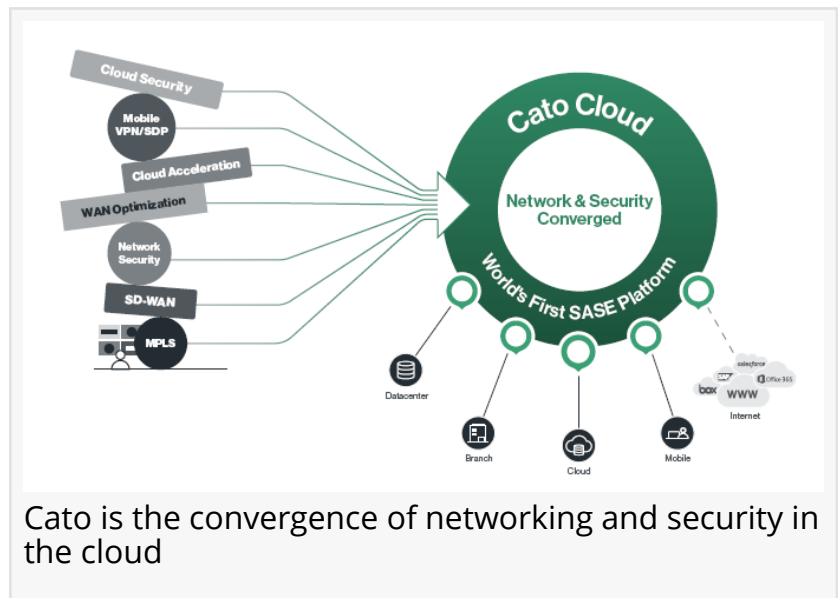 Cloud Security
Mobile
VPN/SDP
Cloud Acceleration
WAN Optimization
Network
Security
SD-WAN
MPLS
Cato Cloud
Network & Security
Converged
World's First SASE Platform
Datacenter
Branch
Cloud
Mobile
salesforce
SAP
Office 365
box
WWW
Internet
Cato is the convergence of networking and security in
the cloud